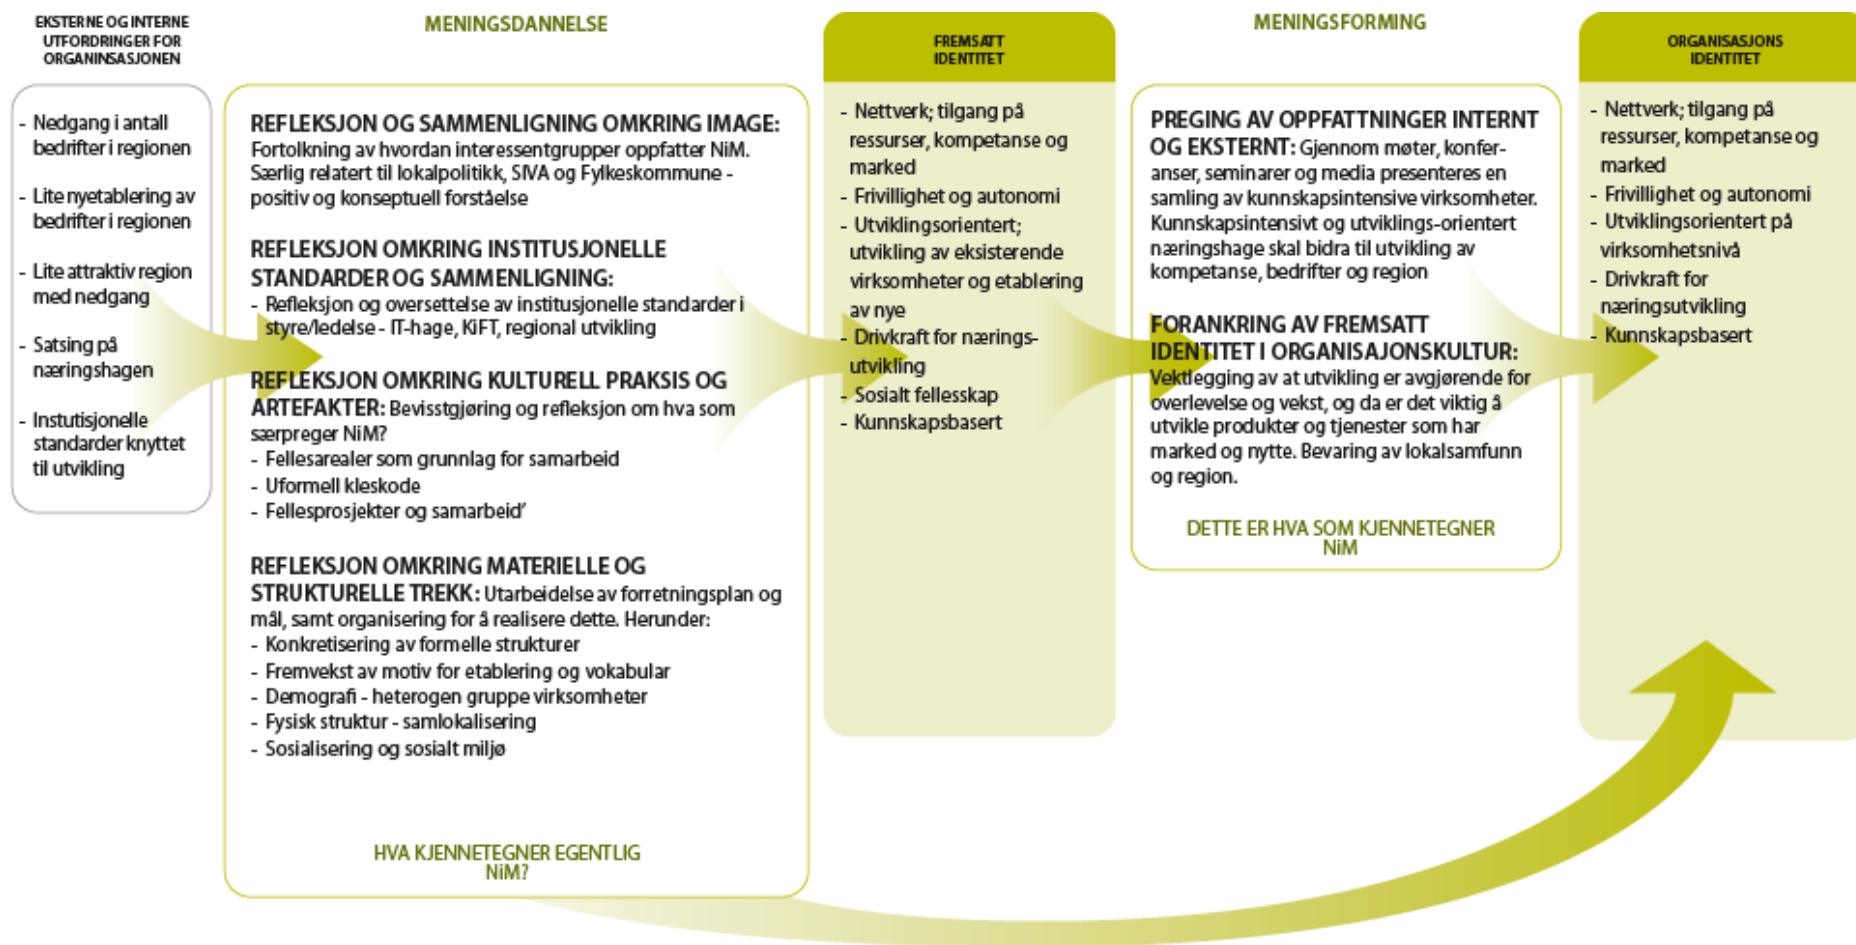 EKSTERNE OG INTERNE
UTFORDRINGER FOR
ORGANINSASJONEN
- Nedgang i antall
bedrifter i regionen
- Lite nyetablering av
bedrifter i regionen
- Lite attraktiv region
med nedgang
- Satsing på
næringshagen
- Instutisjonelle
standarder knyttet
til utvikling
MENINGSDANNELSE
REFLEKSJON OG SAMMENLIGNING OMKRING IMAGE:
Fortolkning av hvordan interessentgrupper oppfatter NiM.
Særlig relatert til lokalpolitikk, SIVA og Fylkeskommune -
positiv og konseptuell forståelse
REFLEKSJON OMKRING INSTITUSJONELLE
STANDARDER OG SAMMENLIGNING:
- Refleksjon og oversettelse av institusjonelle standarder i
styre/ledelse - IT-hage, KiFT, regional utvikling
REFLEKSJON OMKRING KULTURELL PRAKSIS OG
ARTEFAKTER: Bevisstgjøring og refleksjon om hva som
særpreger NiM?
- Fellesarealer som grunnlag for samarbeid
- Uformell kleskode
- Fellesprosjekter og samarbeid’
REFLEKSJON OMKRING MATERIELLE OG
STRUKTURELLE TREKK: Utarbeidelse av forretningsplan og
mål, samt organisering for å realisere dette. Herunder:
- Konkretisering av formelle strukturer
- Fremvekst av motiv for etablering og vokabular
- Demografi - heterogen gruppe virksomheter
- Fysisk struktur - samlokalisering
- Sosialisering og sosialt miljø
HVA KJENNETEGNER EGENTLIG
NiM?
FREMSATT
IDENTITET
- Nettverk; tilgang på
ressurser, kompetanse og
marked
- Frivillighet og autonomi
- Utviklingsorientert;
utvikling av eksisterende
virksomheter og etablering
av nye
- Drivkraft for nærings-
utvikling
- Sosialt fellesskap
- Kunnskapsbasert
MENINGSFORMING
PREGING AV OPPFATTNINGER INTERNT
OG EKSTERNT: Gjennom møter, konfer-
anser, seminarer og media presenteres en
samling av kunnskapsintensive virksomheter.
Kunnskapsintensivt og utviklings-orientert
næringshage skal bidra til utvikling av
kompetanse, bedrifter og region
FORANKRING AV FREMSATT
IDENTITET I ORGANISAJONSKULTUR:
Vektlegging av at utvikling er avgjørende for
overlevelse og vekst, og da er det viktig å
utvikle produkter og tjenester som har
marked og nytte. Bevaring av lokalsamfunn
og region.
DETTE ER HVA SOM KJENNETEGNER
NiM
ORGANISASJONS
IDENTITET
- Nettverk; tilgang på
ressurser, kompetanse og
marked
- Frivillighet og autonomi
- Utviklingsorientert på
virksomhetsnivå
- Drivkraft for
næringsutvikling
- Kunnskapsbasert